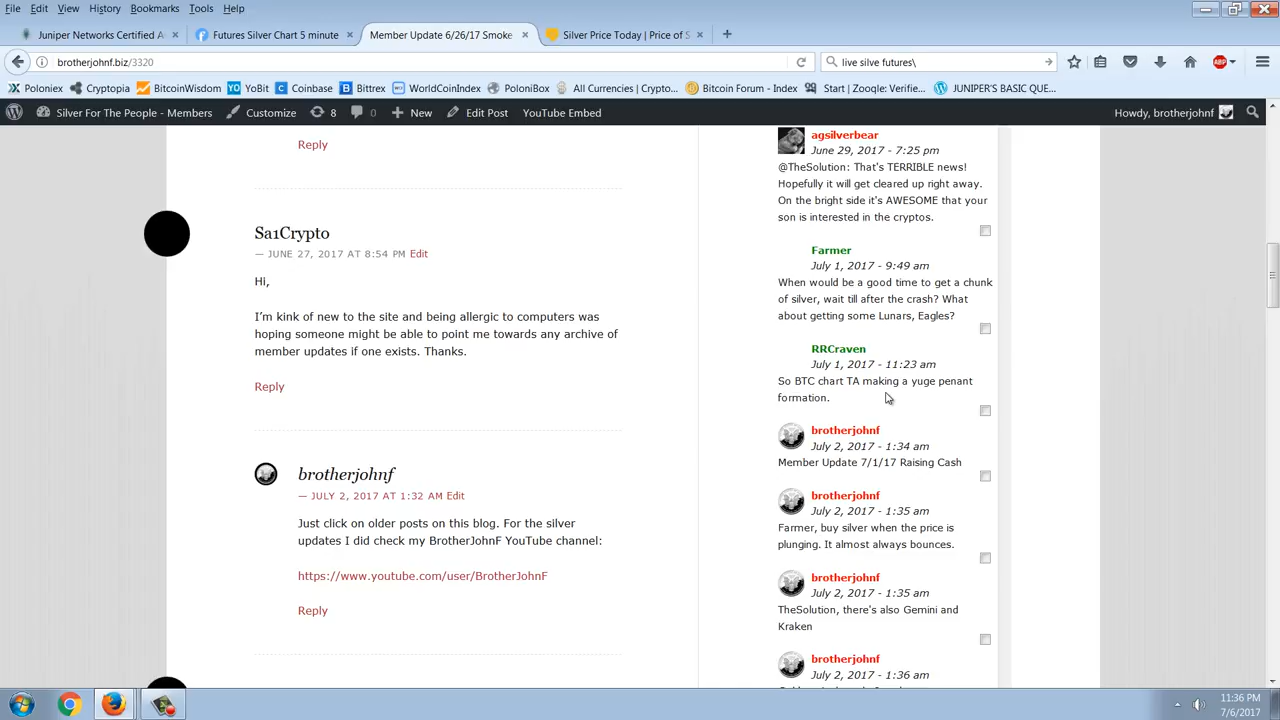 File Edit View History Bookmarks Tools Help
Juniper Networks Certified A × Futures Silver Chart 5 minute × Member Update 6/26/17 Smoke × Silver Price Today | Price of S × +
brotherjohnf.biz/3320
live silve futures\
ABP
Poloniex Cryptopia BitcoinWisdom YO YoBit Coinbase Bittrex WorldCoinIndex PoloniBox All Currencies | Crypto... Bitcoin Forum - Index Start | Zooqle: Verifie... JUNIPER'S BASIC QUE...
Silver For The People - Members Customize 8 0 + New Edit Post YouTube Embed Howdy, brotherjohnf
Reply
Sa1Crypto
— JUNE 27, 2017 AT 8:54 PM Edit
Hi,
I'm kink of new to the site and being allergic to computers was
hoping someone might be able to point me towards any archive of
member updates if one exists. Thanks.
Reply
brotherjohnf
— JULY 2, 2017 AT 1:32 AM Edit
Just click on older posts on this blog. For the silver
updates I did check my BrotherJohnF YouTube channel:
https://www.youtube.com/user/BrotherJohnF
Reply
agsilverbear
June 29, 2017 - 7:25 pm
@TheSolution: That's TERRIBLE news!
Hopefully it will get cleared up right away.
On the bright side it's AWESOME that your
son is interested in the cryptos.
Farmer
July 1, 2017 - 9:49 am
When would be a good time to get a chunk
of silver, wait till after the crash? What
about getting some Lunars, Eagles?
RRCraven
July 1, 2017 - 11:23 am
So BTC chart TA making a yuge penant
formation.
brotherjohnf
July 2, 2017 - 1:34 am
Member Update 7/1/17 Raising Cash
brotherjohnf
July 2, 2017 - 1:35 am
Farmer, buy silver when the price is
plunging. It almost always bounces.
brotherjohnf
July 2, 2017 - 1:35 am
TheSolution, there's also Gemini and
Kraken
brotherjohnf
July 2, 2017 - 1:36 am
11:36 PM
7/6/2017